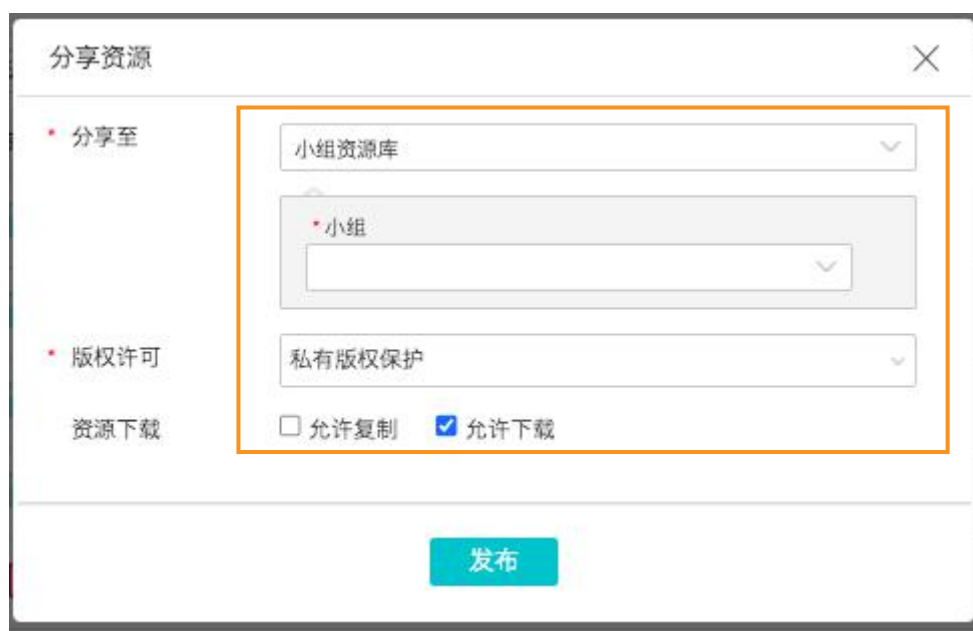 分享资源
* 分享至
小组资源库
* 小组
* 版权许可
私有版权保护
资源下载
允许复制 允许下载
发布